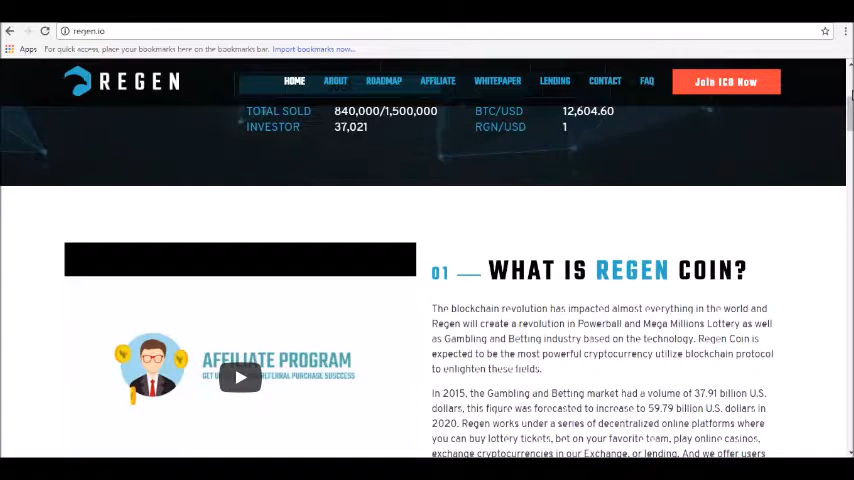 regen.io
Apps For quick access, place your bookmarks here on the bookmarks bar. Import bookmarks now...
REGEN HOME ABOUT ROADMAP AFFILIATE WHITEPAPER LENDING CONTACT FAQ Join ICO Now
TOTAL SOLD 840,000/1,500,000 BTC/USD 12,604.60
INVESTOR 37,021 RGN/USD 1
01 WHAT IS REGEN COIN?
The blockchain revolution has impacted almost everything in the world and
Regen will create a revolution in Powerball and Mega Millions Lottery as well
as Gambling and Betting industry based on the technology. Regen Coin is
expected to be the most powerful cryptocurrency utilize blockchain protocol
to enlighten these fields.
In 2015, the Gambling and Betting market had a volume of 37.91 billion U.S.
dollars, this figure was forecasted to increase to 59.79 billion U.S. dollars in
2020. Regen works under a series of decentralized online platforms where
you can buy lottery tickets, bet on your favorite team, play online casinos,
exchange cryptocurrencies in our Exchange, or lending. And we offer users
AFFILIATE PROGRAM
REFERRAL PURCHASE SUSCCESS